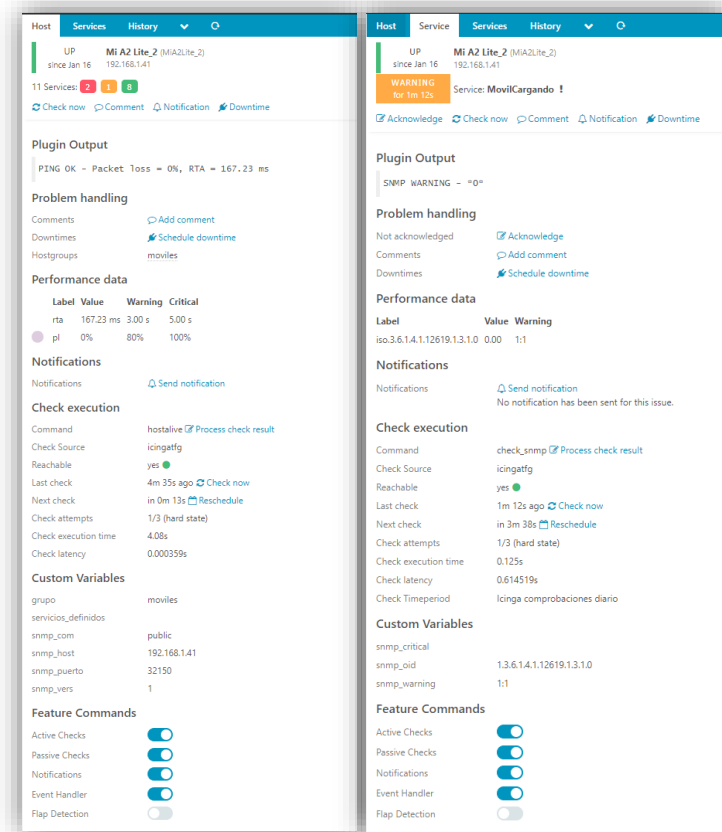 Host Services History
UP
since Jan 16
Mi A2 Lite_2 (MiA2Lite_2)
192.168.1.41
11 Services: 2 1 8
Check now Comment Notification Downtime
Plugin Output
PING OK - Packet loss = 0%, RTA = 167.23 ms
Problem handling
Comments Add comment
Downtimes Schedule downtime
Hostgroups moviles
Performance data
Label Value Warning Critical
rta 167.23 ms 3.00 s 5.00 s
pl 0% 80% 100%
Notifications
Notifications Send notification
Check execution
Command hostalive Process check result
Check Source icingatfg
Reachable yes
Last check 4m 35s ago Check now
Next check in 0m 13s Reschedule
Check attempts 1/3 (hard state)
Check execution time 4.08s
Check latency 0.000359s
Custom Variables
grupo moviles
servicios_definidos
snmp_com public
snmp_host 192.168.1.41
snmp_puerto 32150
snmp_vers 1
Feature Commands
Active Checks
Passive Checks
Notifications
Event Handler
Flap Detection
Host Service Services History
UP
since Jan 16
Mi A2 Lite_2 (MiA2Lite_2)
192.168.1.41
WARNING
for 1m 12s
Service: MovilCargando !
Acknowledge Check now Comment Notification Downtime
Plugin Output
SNMP WARNING - "0"
Problem handling
Not acknowledged Acknowledge
Comments Add comment
Downtimes Schedule downtime
Performance data
Label Value Warning
iso.3.6.1.4.1.12619.1.3.1.0 0.00 1:1
Notifications
Notifications Send notification
No notification has been sent for this issue.
Check execution
Command check_snmp Process check result
Check Source icingatfg
Reachable yes
Last check 1m 12s ago Check now
Next check in 3m 38s Reschedule
Check attempts 1/3 (hard state)
Check execution time 0.125s
Check latency 0.614519s
Check Timeperiod Icinga comprobaciones diario
Custom Variables
snmp_critical
snmp_oid 1.3.6.1.4.1.12619.1.3.1.0
snmp_warning 1:1
Feature Commands
Active Checks
Passive Checks
Notifications
Event Handler
Flap Detection